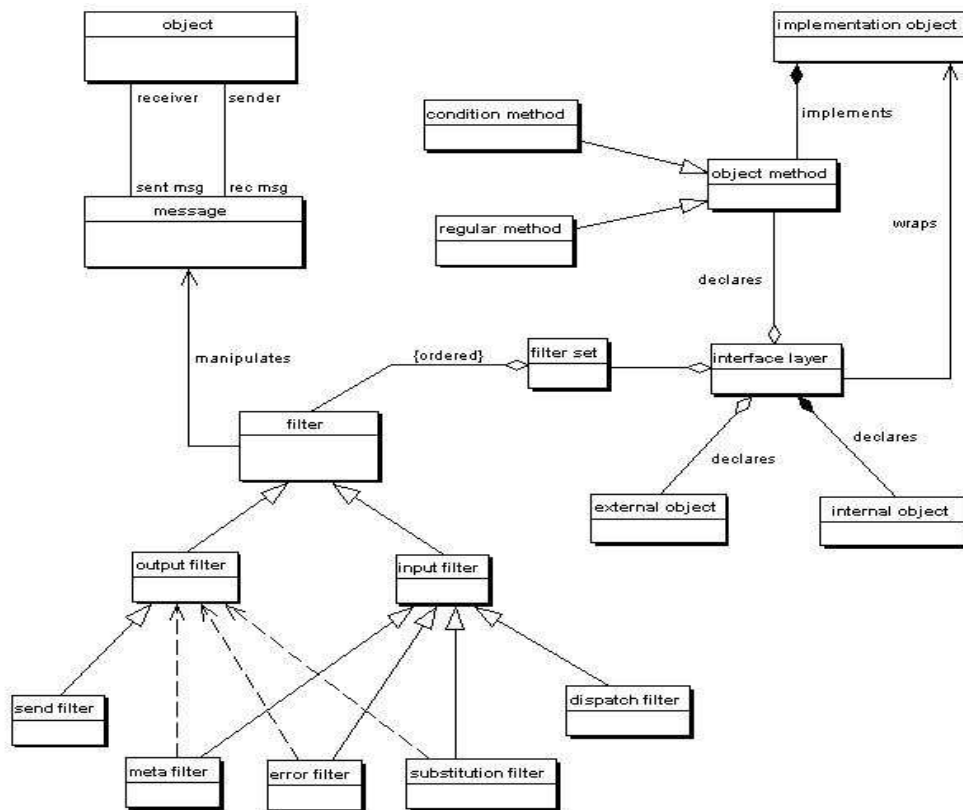 object
implementation object
receiver
sender
condition method
implements
object method
sent msg
rec msg
message
regular method
wraps
declares
manipulates
{ordered}
filter set
interface layer
filter
declares
declares
external object
internal object
output filter
input filter
send filter
dispatch filter
meta filter
error filter
substitution filter